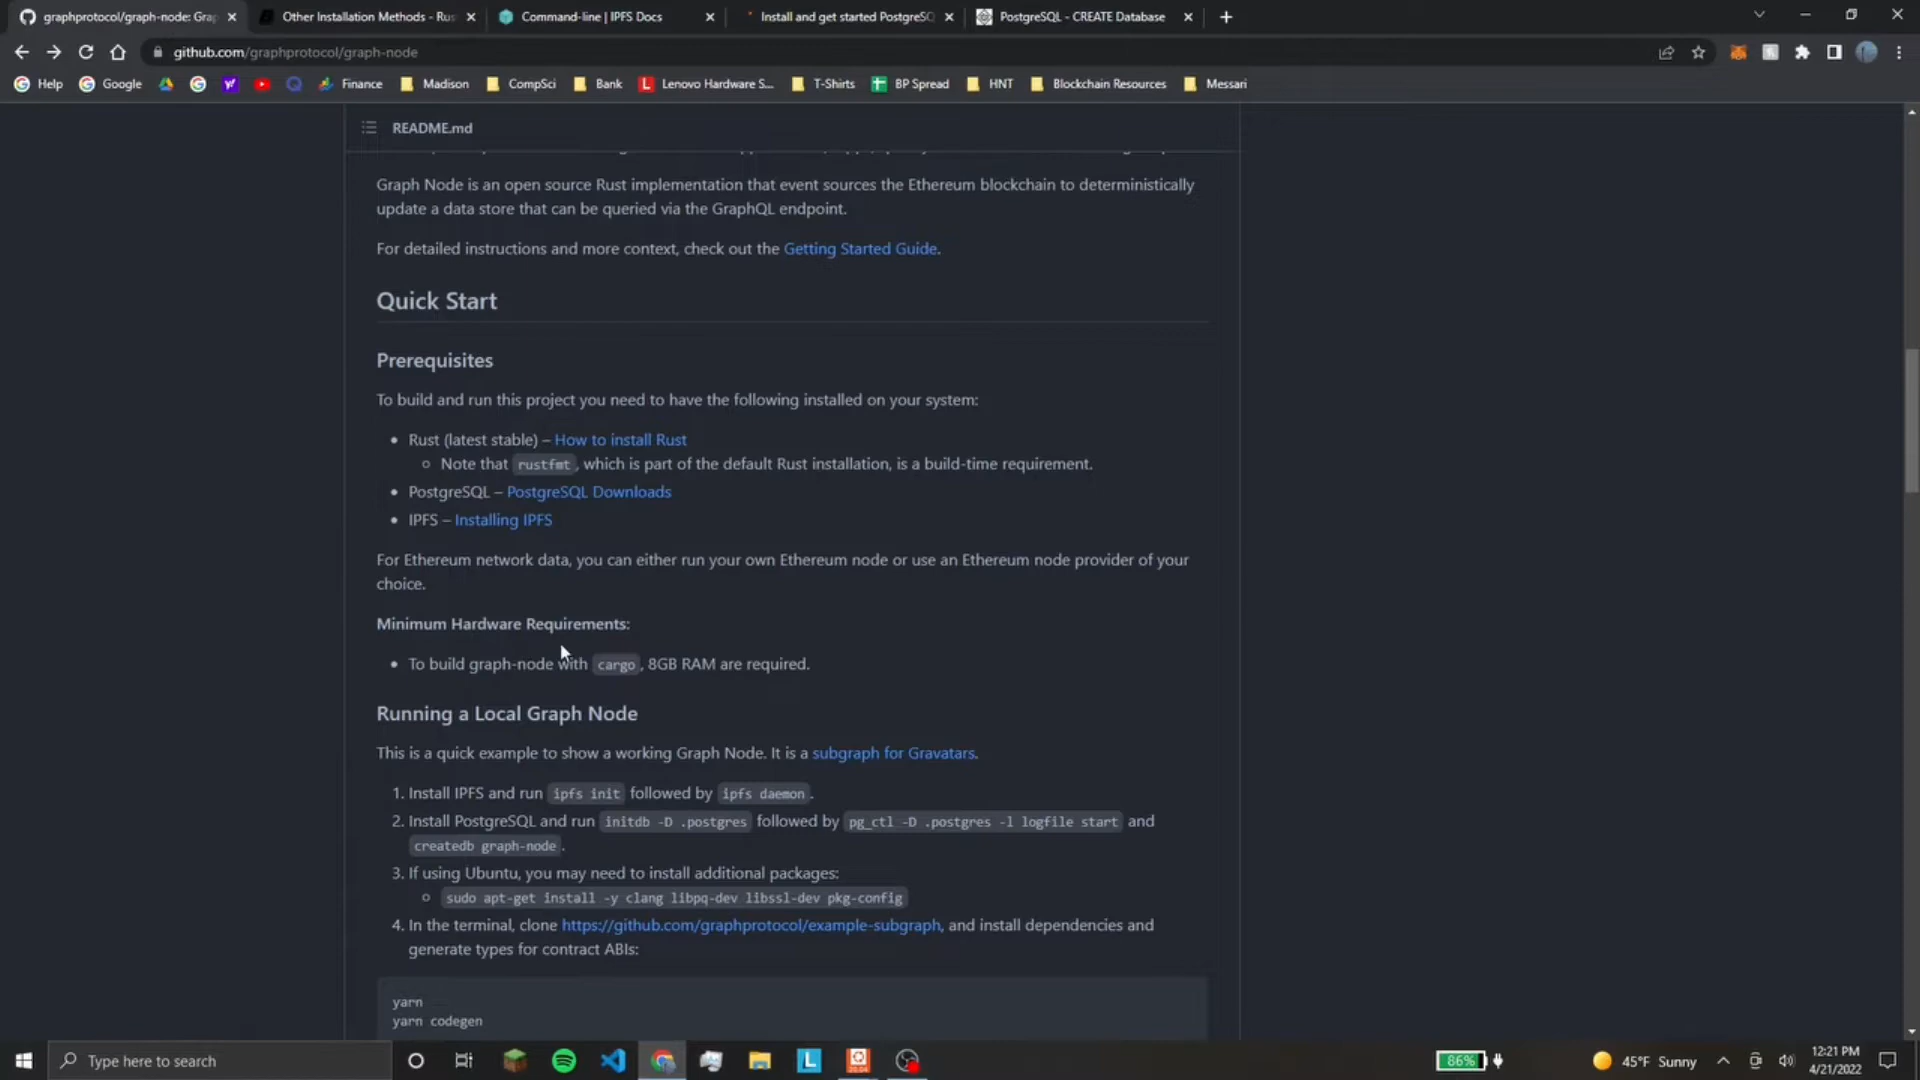 graphprotocol/graph-node: Gra
Other Installation Methods - Rus
Command-line | IPFS Docs
Install and get started PostgreSQ
PostgreSQL - CREATE Database
github.com/graphprotocol/graph-node
Help
Google
Finance
Madison
CompSci
Bank
Lenovo Hardware S...
T-Shirts
BP Spread
HNT
Blockchain Resources
Messari
README.md
Graph Node is an open source Rust implementation that event sources the Ethereum blockchain to deterministically
update a data store that can be queried via the GraphQL endpoint.
For detailed instructions and more context, check out the Getting Started Guide.
Quick Start
Prerequisites
To build and run this project you need to have the following installed on your system:
• Rust (latest stable) – How to install Rust
◦ Note that rustfmt, which is part of the default Rust installation, is a build-time requirement.
• PostgreSQL – PostgreSQL Downloads
• IPFS – Installing IPFS
For Ethereum network data, you can either run your own Ethereum node or use an Ethereum node provider of your
choice.
Minimum Hardware Requirements:
• To build graph-node with cargo, 8GB RAM are required.
Running a Local Graph Node
This is a quick example to show a working Graph Node. It is a subgraph for Gravatars.
1. Install IPFS and run ipfs init followed by ipfs daemon.
2. Install PostgreSQL and run initdb -D .postgres followed by pg_ctl -D .postgres -l logfile start and
createdb graph-node.
3. If using Ubuntu, you may need to install additional packages:
◦ sudo apt-get install -y clang libpq-dev libssl-dev pkg-config
4. In the terminal, clone https://github.com/graphprotocol/example-subgraph, and install dependencies and
generate types for contract ABIs:
yarn
yarn codegen
Type here to search
20.04
86%
45°F Sunny
12:21 PM
4/21/2022